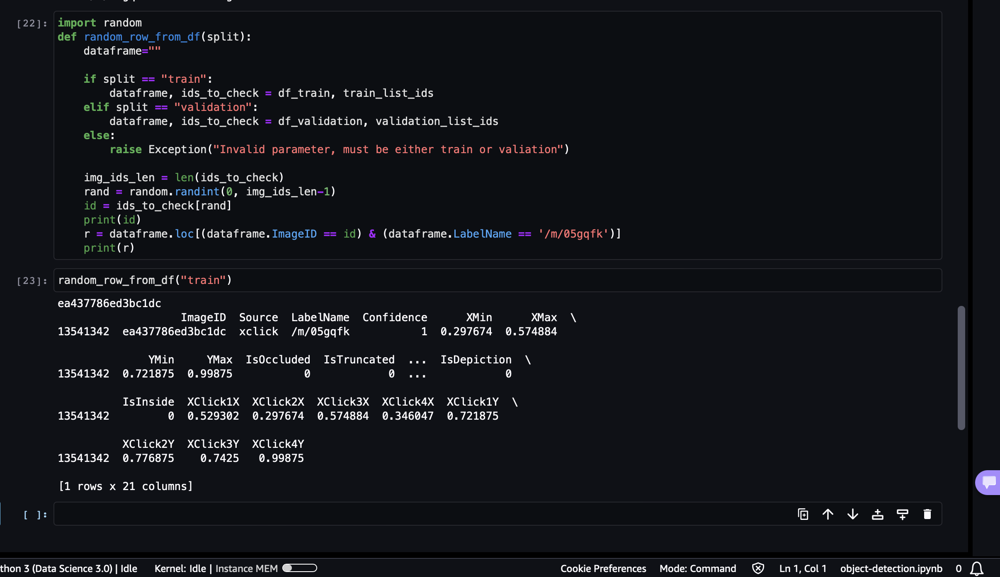 [22]:
import random
def random_row_from_df(split):
    dataframe=""

    if split == "train":
        dataframe, ids_to_check = df_train, train_list_ids
    elif split == "validation":
        dataframe, ids_to_check = df_validation, validation_list_ids
    else:
        raise Exception("Invalid parameter, must be either train or valiation")

    img_ids_len = len(ids_to_check)
    rand = random.randint(0, img_ids_len-1)
    id = ids_to_check[rand]
    print(id)
    r = dataframe.loc[(dataframe.ImageID == id) & (dataframe.LabelName == '/m/05gqfk')]
    print(r)
[23]:
random_row_from_df("train")
ea437786ed3bc1dc
ImageID  Source  LabelName  Confidence      XMin      XMax  \
13541342  ea437786ed3bc1dc  xclick  /m/05gqfk           1  0.297674  0.574884
YMin     YMax  IsOccluded  IsTruncated  ...  IsDepiction  \
13541342  0.721875  0.99875           0            0  ...            0
IsInside  XClick1X  XClick2X  XClick3X  XClick4X  XClick1Y  \
13541342         0  0.529302  0.297674  0.574884  0.346047  0.721875
XClick2Y  XClick3Y  XClick4Y
13541342  0.776875    0.7425   0.99875
[1 rows x 21 columns]
[ ]:
thon 3 (Data Science 3.0) | Idle  Kernel: Idle | Instance MEM  Cookie Preferences  Mode: Command  Ln 1, Col 1  object-detection.ipynb  0